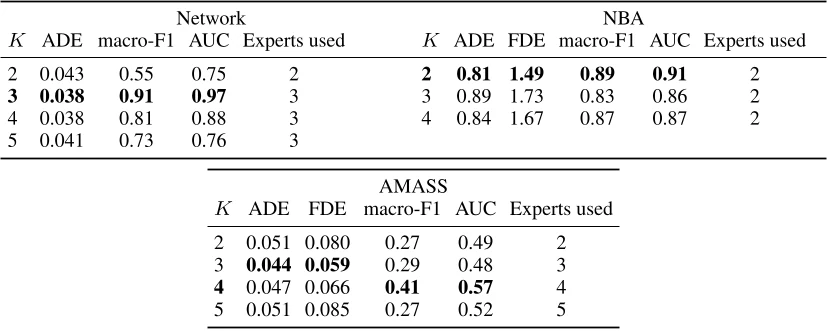 Network
K ADE macro-F1 AUC Experts used
2 0.043 0.55 0.75 2
3 0.038 0.91 0.97 3
4 0.038 0.81 0.88 3
5 0.041 0.73 0.76 3
NBA
K ADE FDE macro-F1 AUC Experts used
2 0.81 1.49 0.89 0.91 2
3 0.89 1.73 0.83 0.86 2
4 0.84 1.67 0.87 0.87 2
AMASS
K ADE FDE macro-F1 AUC Experts used
2 0.051 0.080 0.27 0.49 2
3 0.044 0.059 0.29 0.48 3
4 0.047 0.066 0.41 0.57 4
5 0.051 0.085 0.27 0.52 5